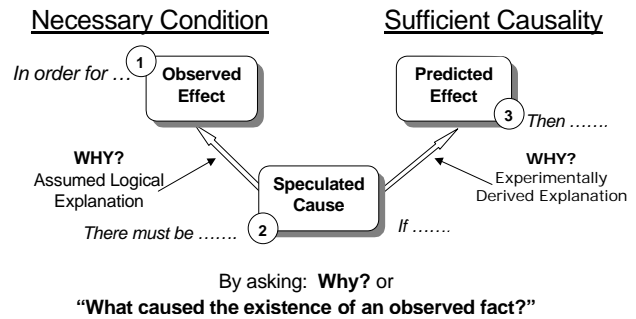 Necessary Condition
Sufficient Causality
In order for …
1
Observed
Effect
Predicted
Effect
3
Then …….
WHY?
Assumed Logical
Explanation
WHY?
Experimentally
Derived Explanation
Speculated
Cause
There must be …….
2
If …….
By asking: Why? or
“What caused the existence of an observed fact?”